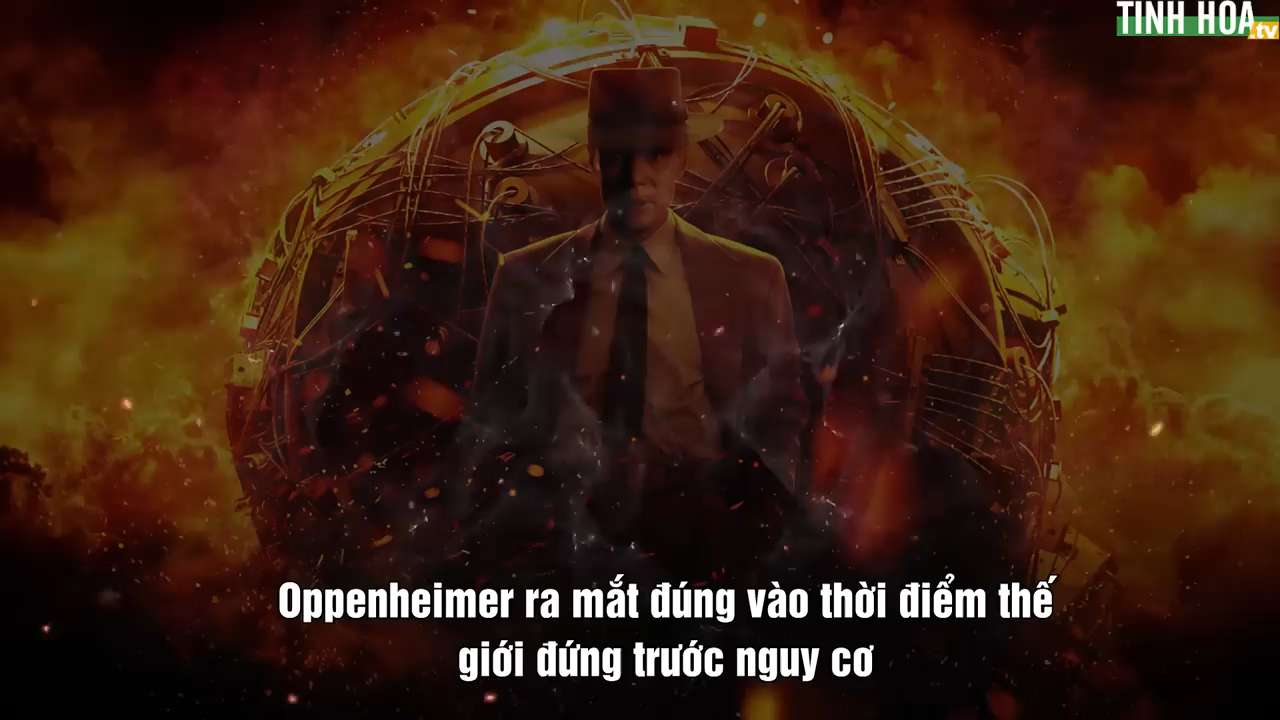 TINH HOA
.tv
Oppenheimer ra mắt đúng vào thời điểm thế
giới đứng trước nguy cơ